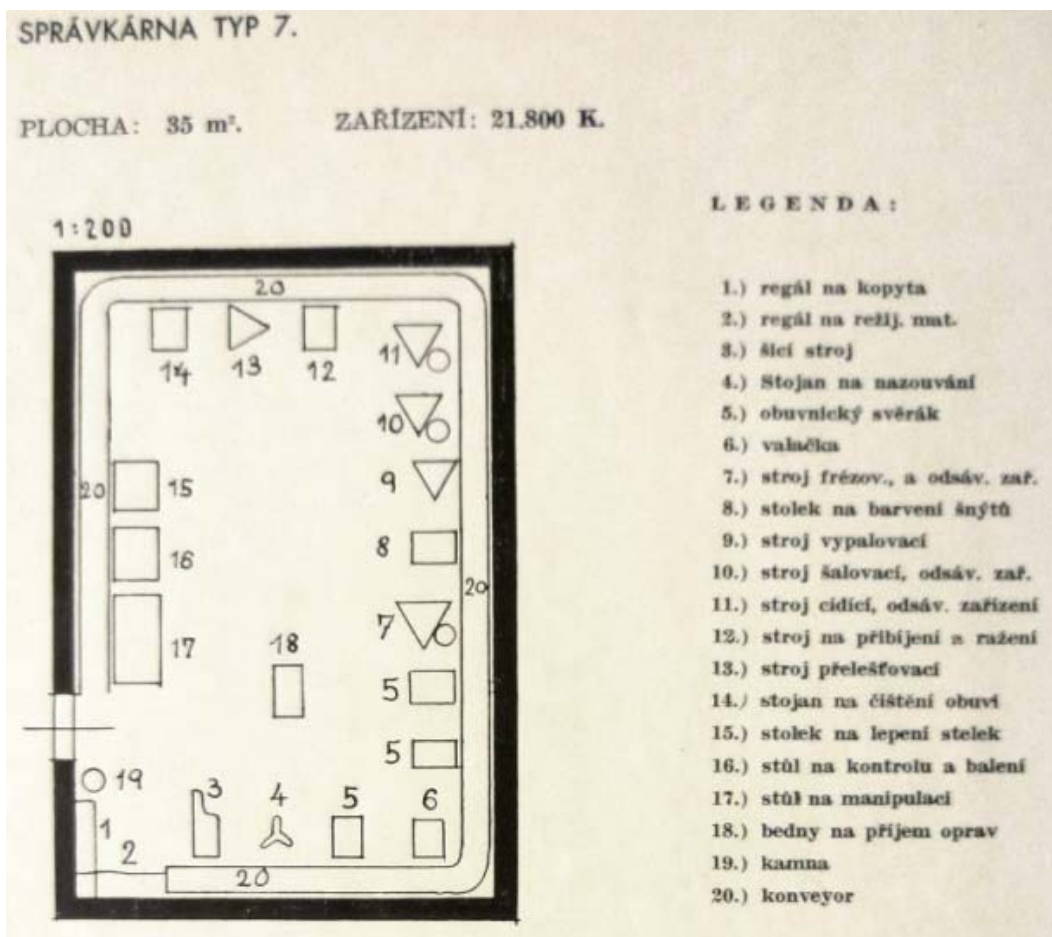 SPRÁVKÁRNA TYP 7.
PLOCHA: 35 m². ZAŘÍZENÍ: 21.800 K.
1:200
20
14 13 12 11
10
20 15 9
16 8
20
17 18 7
5
5
19 3 4 5 6
1
2
20
LEGENDA:
1.) regál na kopyta
2.) regál na režij. mat.
3.) šicí stroj
4.) Stojan na nazouvání
5.) obuvnický svěrák
6.) valačka
7.) stroj frézov., a odsáv. zař.
8.) stolek na barvení šnýtů
9.) stroj vypalovací
10.) stroj šalovací, odsáv. zař.
11.) stroj cidící, odsáv. zařízení
12.) stroj na přibíjení a ražení
13.) stroj přelešťovací
14.) stojan na čištění obuvi
15.) stolek na lepení stelek
16.) stůl na kontrolu a balení
17.) stůl na manipulaci
18.) bedny na příjem oprav
19.) kamna
20.) konveyor